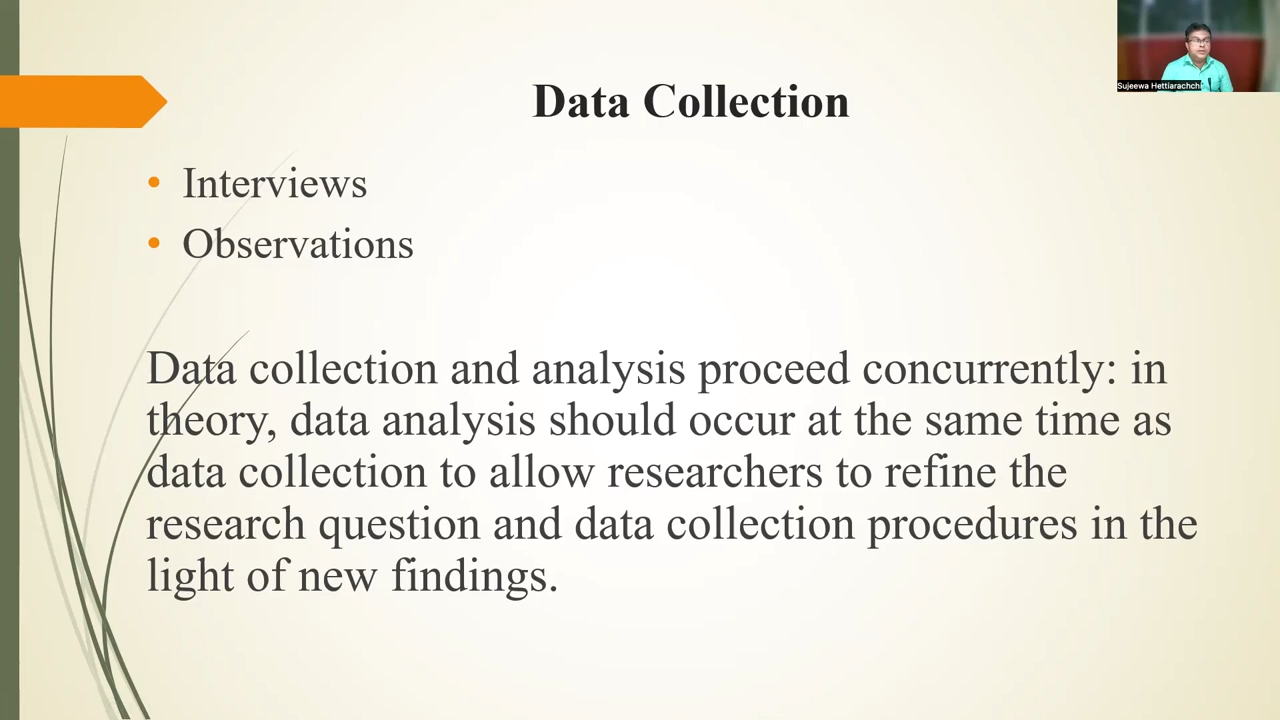 Sujeewa Hettiarachchi
Data Collection
• Interviews
• Observations
Data collection and analysis proceed concurrently: in
theory, data analysis should occur at the same time as
data collection to allow researchers to refine the
research question and data collection procedures in the
light of new findings.